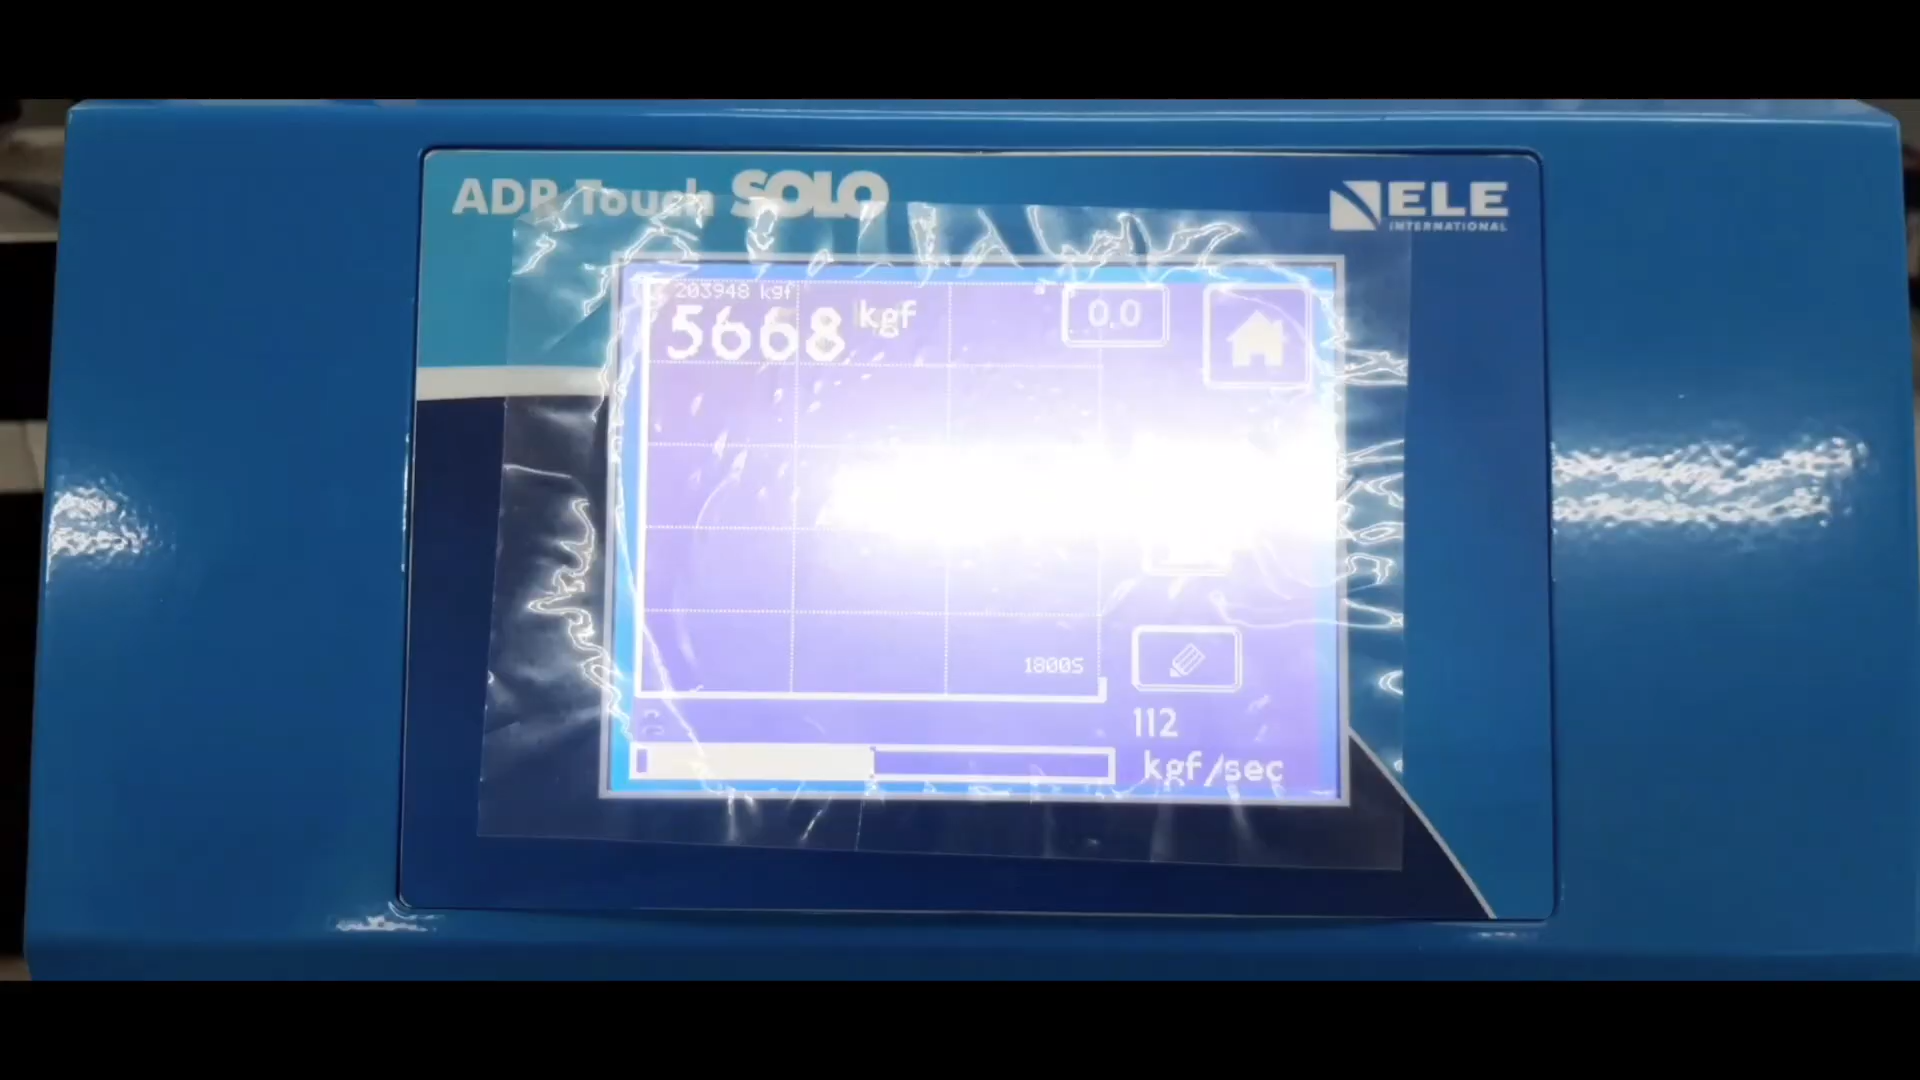 ADR Touch SOLO
ELE
INTERNATIONAL
203948 kgf
5668 kgf
0.0
1800S
112
kgf/sec